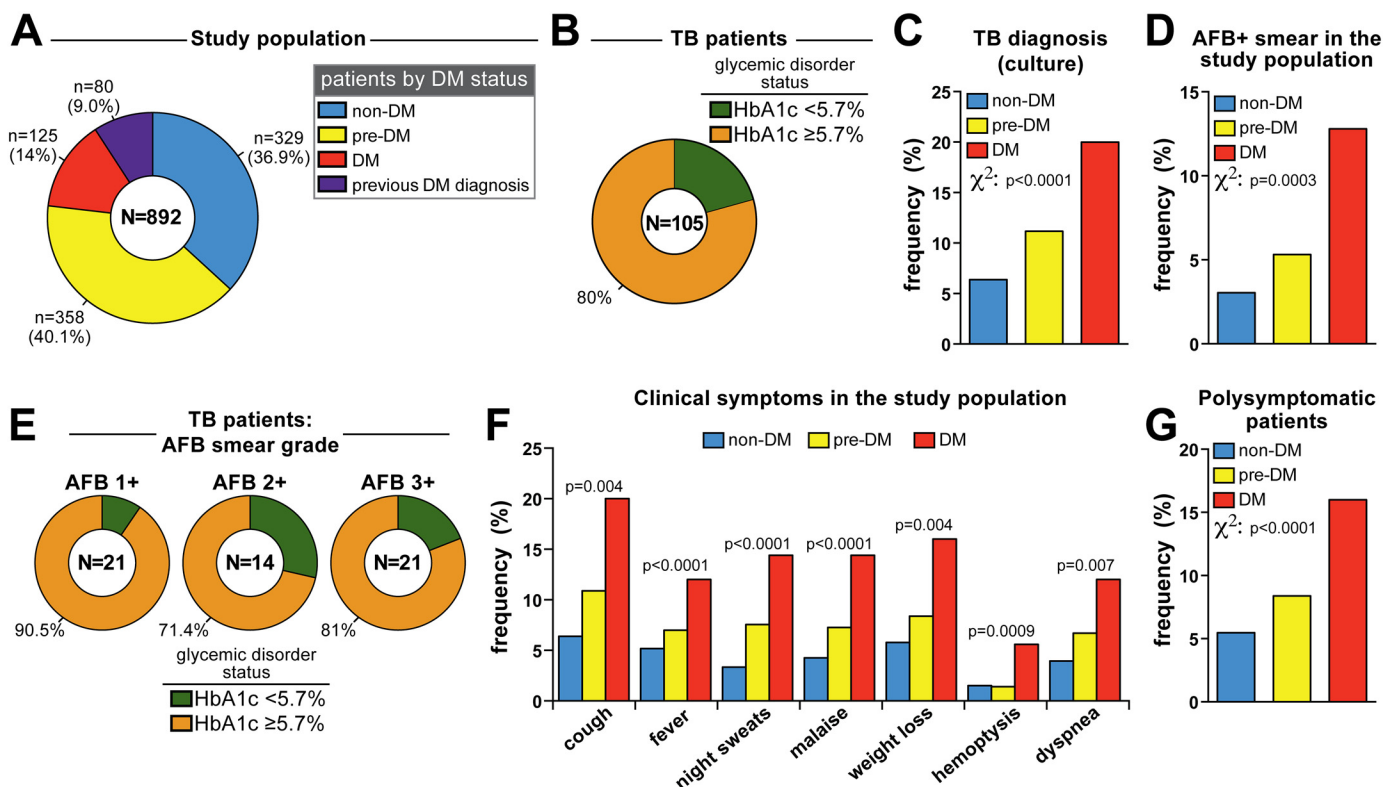 A
Study population
patients by DM status
non-DM
pre-DM
DM
previous DM diagnosis
n=80
(9.0%)
n=125
(14%)
n=329
(36.9%)
N=892
n=358
(40.1%)
B
TB patients
glycemic disorder
status
HbA1c <5.7%
HbA1c ≥5.7%
N=105
80%
C
TB diagnosis
(culture)
frequency (%)
25
20
15
10
5
0
non-DM
pre-DM
DM
χ²: p<0.0001
D
AFB+ smear in the
study population
frequency (%)
15
10
5
0
non-DM
pre-DM
DM
χ²: p=0.0003
E
TB patients:
AFB smear grade
AFB 1+
AFB 2+
AFB 3+
N=21
N=14
N=21
90.5%
71.4%
81%
glycemic disorder
status
HbA1c <5.7%
HbA1c ≥5.7%
F
Clinical symptoms in the study population
non-DM
pre-DM
DM
frequency (%)
25
20
15
10
5
0
p=0.004
p<0.0001
p<0.0001
p<0.0001
p=0.004
p=0.0009
p=0.007
cough
fever
night sweats
malaise
weight loss
hemoptysis
dyspnea
G
Polysymptomatic
patients
frequency (%)
20
15
10
5
0
non-DM
pre-DM
DM
χ²: p<0.0001